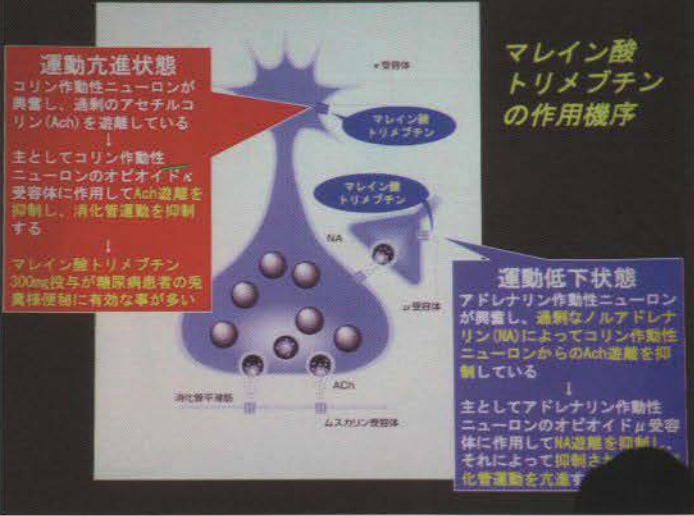 マレイン酸
トリメブチン
の作用機序
運動亢進状態
コリン作動性ニューロンが
興奮し、過剰のアセチルコ
リン(Ach)を遊離している
↓
主としてコリン作動性
ニューロンのオピオイドκ
受容体に作用してAch遊離を
抑制し、消化管運動を抑制
する
↓
マレイン酸トリメブチン
300mg投与が糖尿病患者の兎
糞様便秘に有効な事が多い
κ受容体
マレイン酸
トリメブチン
マレイン酸
トリメブチン
NA
μ受容体
ACh
消化管平滑筋
ムスカリン受容体
運動低下状態
アドレナリン作動性ニューロン
が興奮し、過剰なノルアドレナ
リン(NA)によってコリン作動性
ニューロンからのAch遊離を抑
制している
↓
主としてアドレナリン作動性
ニューロンのオピオイドμ受容
体に作用してNA遊離を抑制し、
それによって抑制さ
化管運動を亢進す